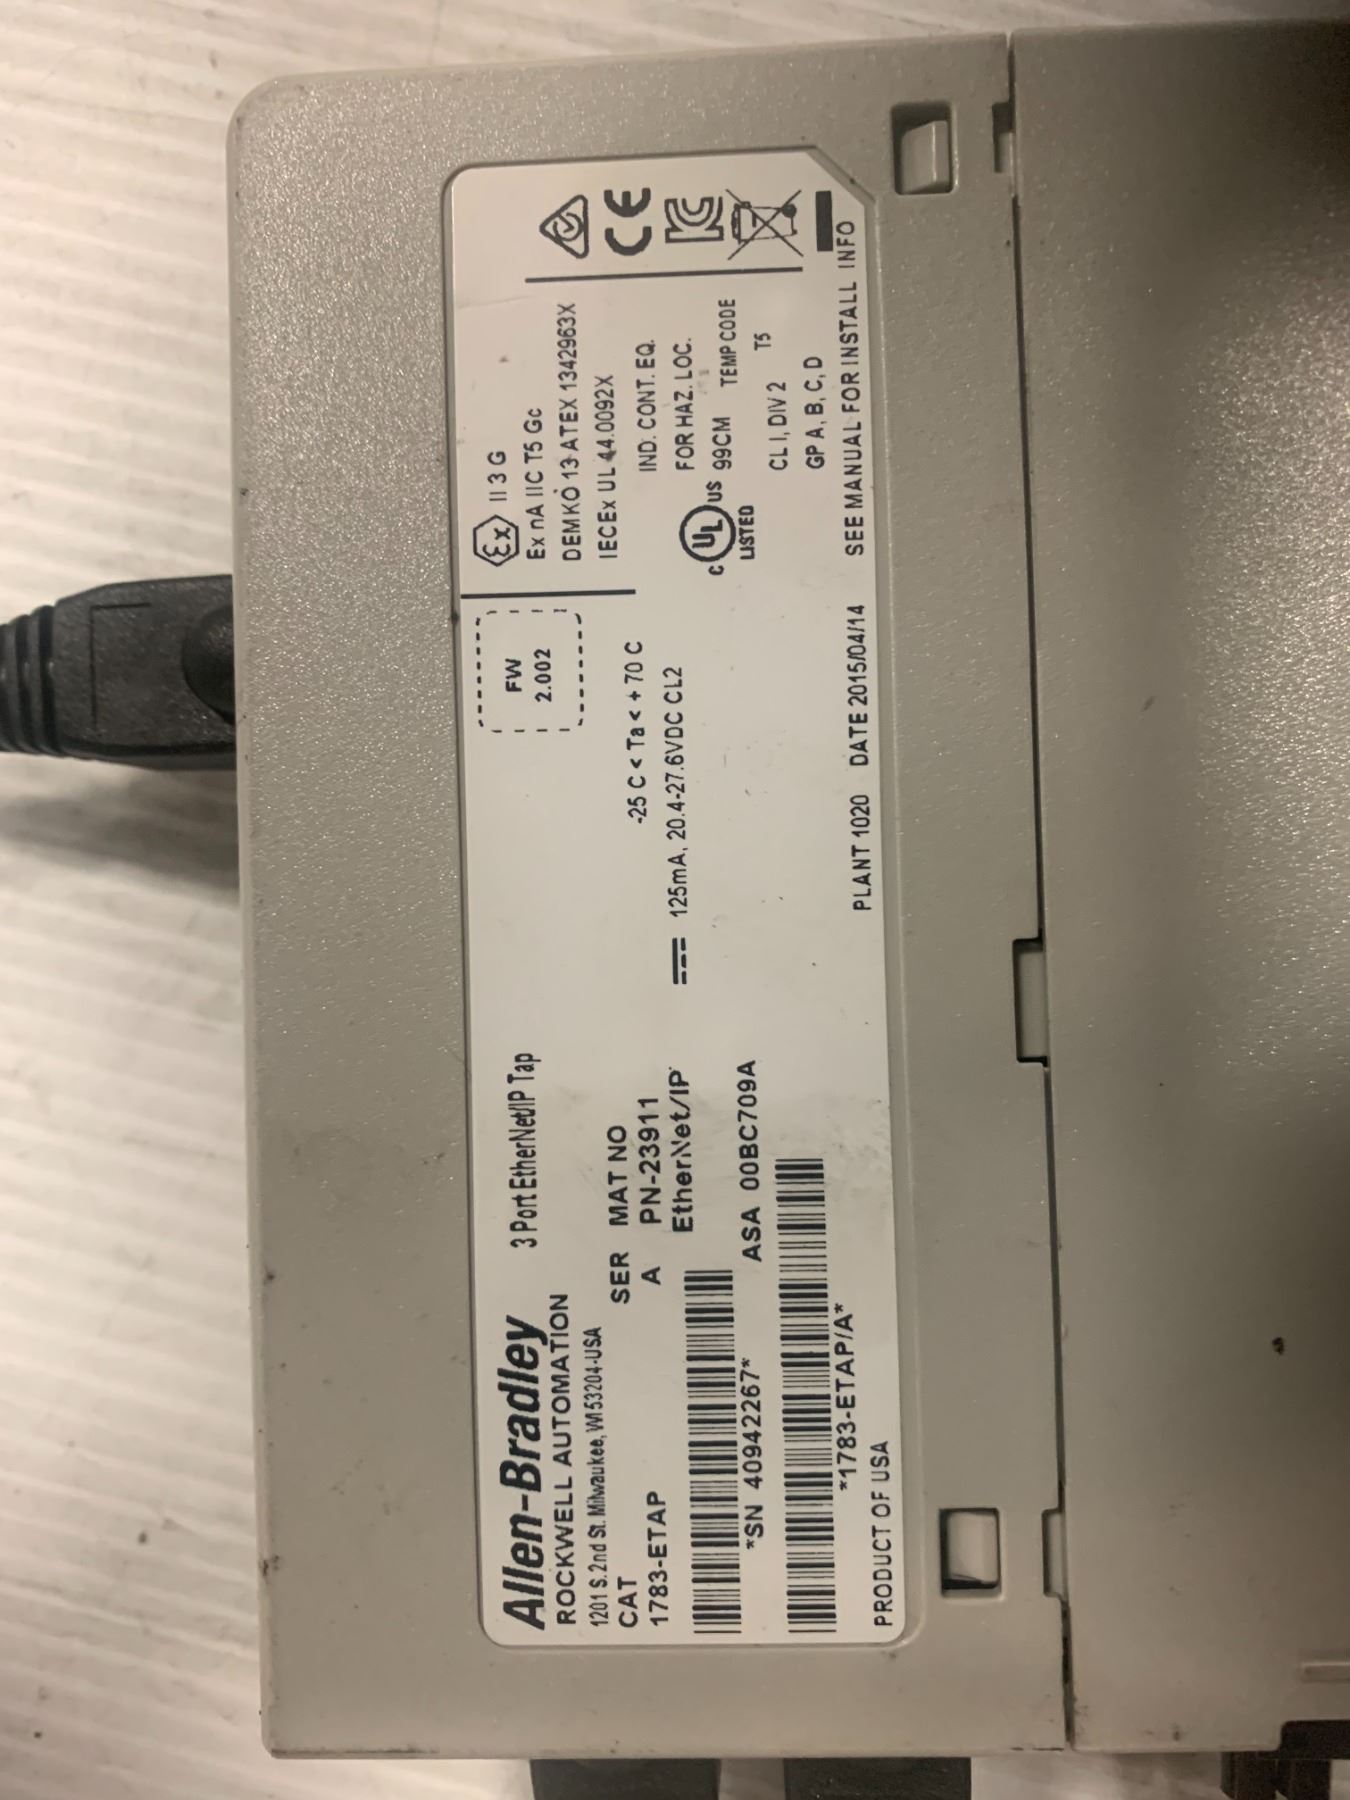 Allen-Bradley
ROCKWELL AUTOMATION
1201 S. 2nd St. Milwaukee, WI 53204-USA
3 Port EtherNet/IP Tap
CAT SER MAT NO
1783-ETAP A PN-23911
EtherNet/IP
*SN 40942267*
ASA 00BC709A
*1783-ETAP/A*
PRODUCT OF USA
FW
2.002
-25 C < Ta < + 70 C
125mA, 20.4-27.6VDC CL2
PLANT 1020 DATE 2015/04/14
Ex II 3 G
Ex nA IIC T5 Gc
DEMKO 13 ATEX 1342963X
IECEx UL 14.0092X
IND. CONT. EQ.
FOR HAZ. LOC.
c UL us 99CM TEMP CODE
LISTED
CL I, DIV 2 T5
GP A, B, C, D
SEE MANUAL FOR INSTALL INFO
CE
KC